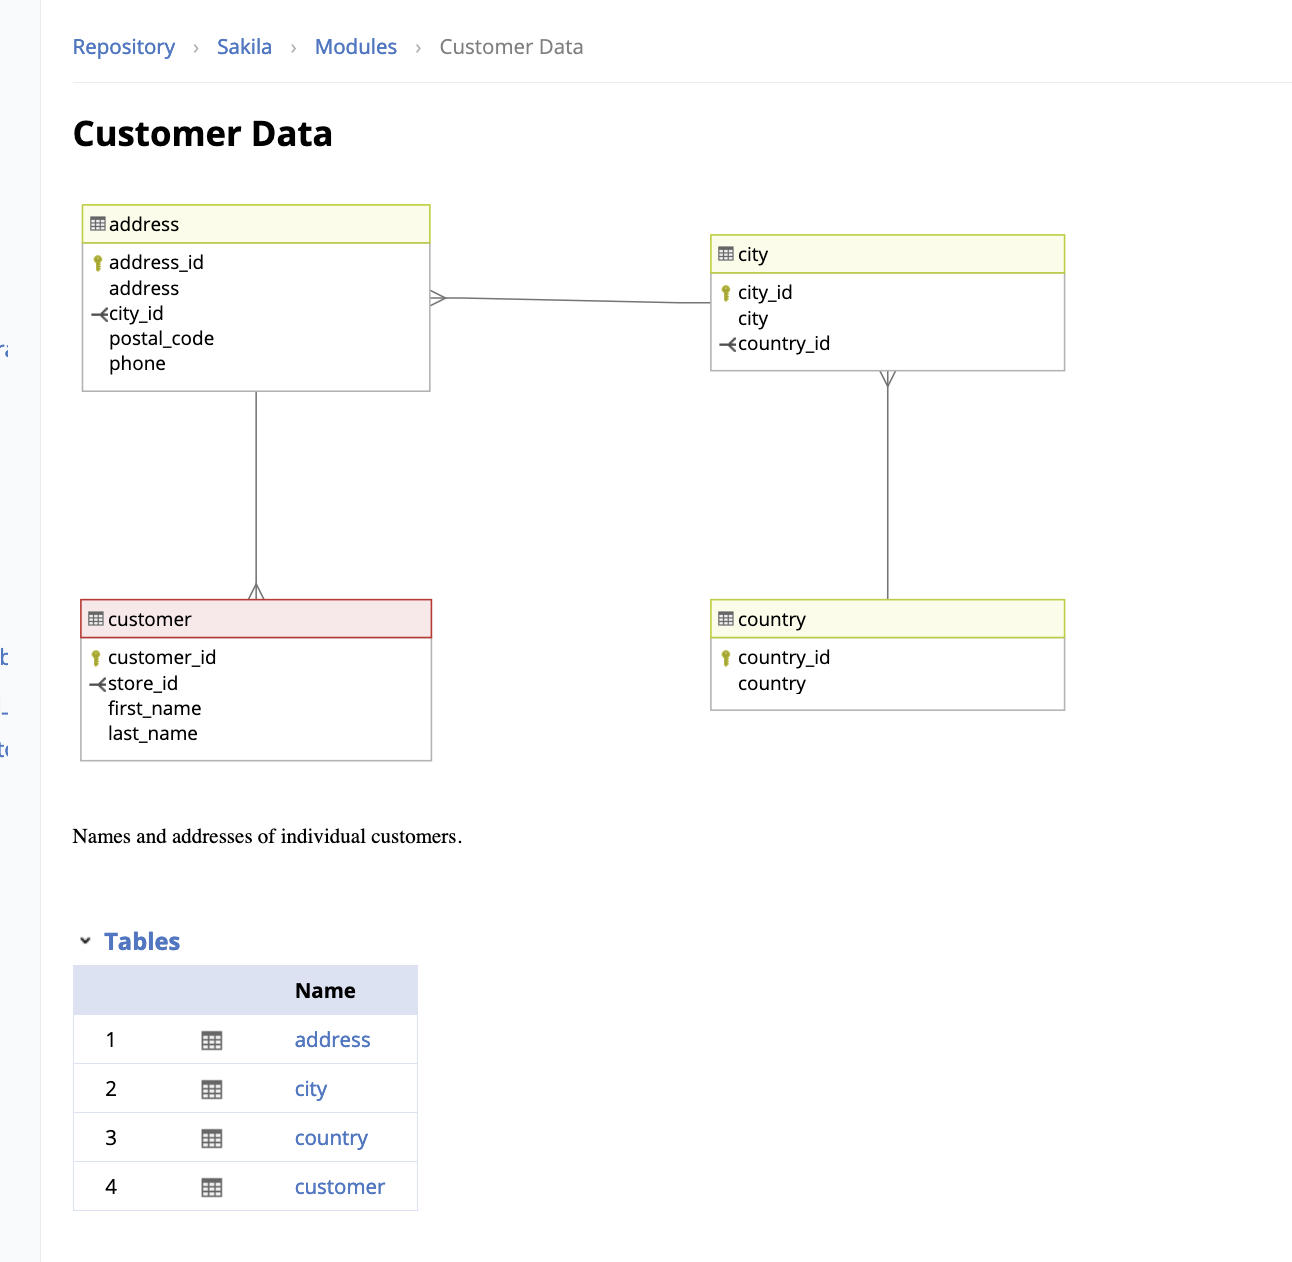 Repository › Sakila › Modules › Customer Data
Customer Data
address
address_id
address
city_id
postal_code
phone
city
city_id
city
country_id
customer
customer_id
store_id
first_name
last_name
country
country_id
country
Names and addresses of individual customers.
Tables
Name
1 address
2 city
3 country
4 customer